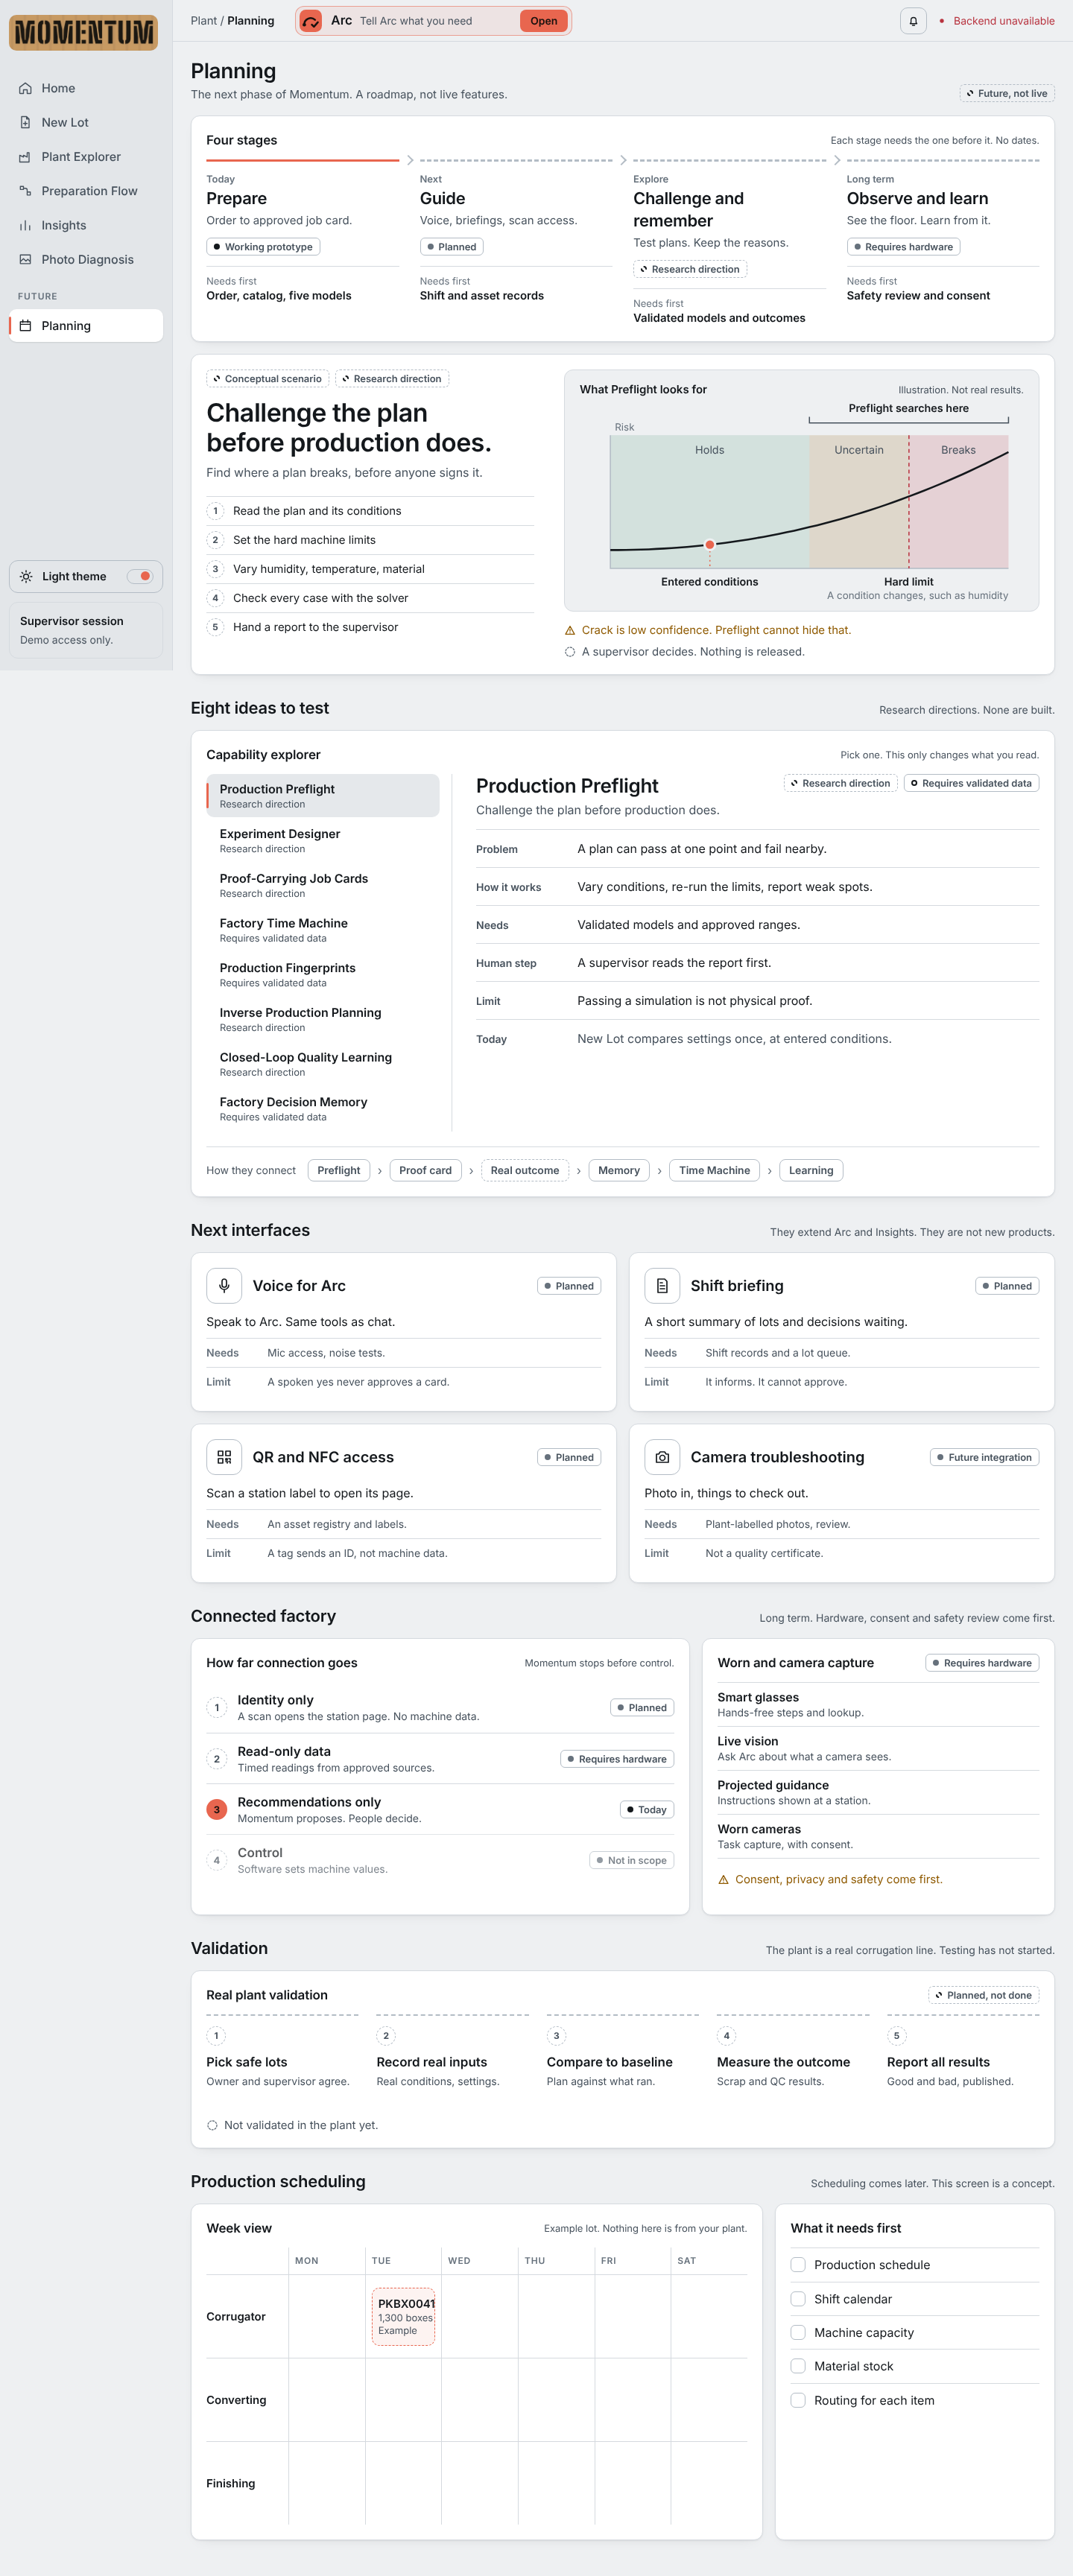 MOMENTUM
Home
New Lot
Plant Explorer
Preparation Flow
Insights
Photo Diagnosis
FUTURE
Planning
Light theme
Supervisor session
Demo access only.
Plant / Planning
Arc Tell Arc what you need Open
Backend unavailable
Planning
The next phase of Momentum. A roadmap, not live features.
Future, not live
Four stages
Each stage needs the one before it. No dates.
Today
Prepare
Order to approved job card.
Working prototype
Needs first
Order, catalog, five models
Next
Guide
Voice, briefings, scan access.
Planned
Needs first
Shift and asset records
Explore
Challenge and
remember
Test plans. Keep the reasons.
Research direction
Needs first
Validated models and outcomes
Long term
Observe and learn
See the floor. Learn from it.
Requires hardware
Needs first
Safety review and consent
Conceptual scenario
Research direction
Challenge the plan
before production does.
Find where a plan breaks, before anyone signs it.
1 Read the plan and its conditions
2 Set the hard machine limits
3 Vary humidity, temperature, material
4 Check every case with the solver
5 Hand a report to the supervisor
What Preflight looks for
Illustration. Not real results.
Preflight searches here
Risk
Holds
Uncertain
Breaks
Entered conditions
Hard limit
A condition changes, such as humidity
Crack is low confidence. Preflight cannot hide that.
A supervisor decides. Nothing is released.
Eight ideas to test
Research directions. None are built.
Capability explorer
Pick one. This only changes what you read.
Production Preflight
Research direction
Experiment Designer
Research direction
Proof-Carrying Job Cards
Research direction
Factory Time Machine
Requires validated data
Production Fingerprints
Requires validated data
Inverse Production Planning
Research direction
Closed-Loop Quality Learning
Research direction
Factory Decision Memory
Requires validated data
Production Preflight
Research direction
Requires validated data
Challenge the plan before production does.
Problem A plan can pass at one point and fail nearby.
How it works Vary conditions, re-run the limits, report weak spots.
Needs Validated models and approved ranges.
Human step A supervisor reads the report first.
Limit Passing a simulation is not physical proof.
Today New Lot compares settings once, at entered conditions.
How they connect Preflight › Proof card › Real outcome › Memory › Time Machine › Learning
Next interfaces
They extend Arc and Insights. They are not new products.
Voice for Arc
Planned
Speak to Arc. Same tools as chat.
Needs Mic access, noise tests.
Limit A spoken yes never approves a card.
Shift briefing
Planned
A short summary of lots and decisions waiting.
Needs Shift records and a lot queue.
Limit It informs. It cannot approve.
QR and NFC access
Planned
Scan a station label to open its page.
Needs An asset registry and labels.
Limit A tag sends an ID, not machine data.
Camera troubleshooting
Future integration
Photo in, things to check out.
Needs Plant-labelled photos, review.
Limit Not a quality certificate.
Connected factory
Long term. Hardware, consent and safety review come first.
How far connection goes
Momentum stops before control.
1 Identity only
A scan opens the station page. No machine data.
Planned
2 Read-only data
Timed readings from approved sources.
Requires hardware
3 Recommendations only
Momentum proposes. People decide.
Today
4 Control
Software sets machine values.
Not in scope
Worn and camera capture
Requires hardware
Smart glasses
Hands-free steps and lookup.
Live vision
Ask Arc about what a camera sees.
Projected guidance
Instructions shown at a station.
Worn cameras
Task capture, with consent.
Consent, privacy and safety come first.
Validation
The plant is a real corrugation line. Testing has not started.
Real plant validation
Planned, not done
1
Pick safe lots
Owner and supervisor agree.
2
Record real inputs
Real conditions, settings.
3
Compare to baseline
Plan against what ran.
4
Measure the outcome
Scrap and QC results.
5
Report all results
Good and bad, published.
Not validated in the plant yet.
Production scheduling
Scheduling comes later. This screen is a concept.
Week view
Example lot. Nothing here is from your plant.
MON TUE WED THU FRI SAT
Corrugator
PKBX0041
1,300 boxes
Example
Converting
Finishing
What it needs first
Production schedule
Shift calendar
Machine capacity
Material stock
Routing for each item